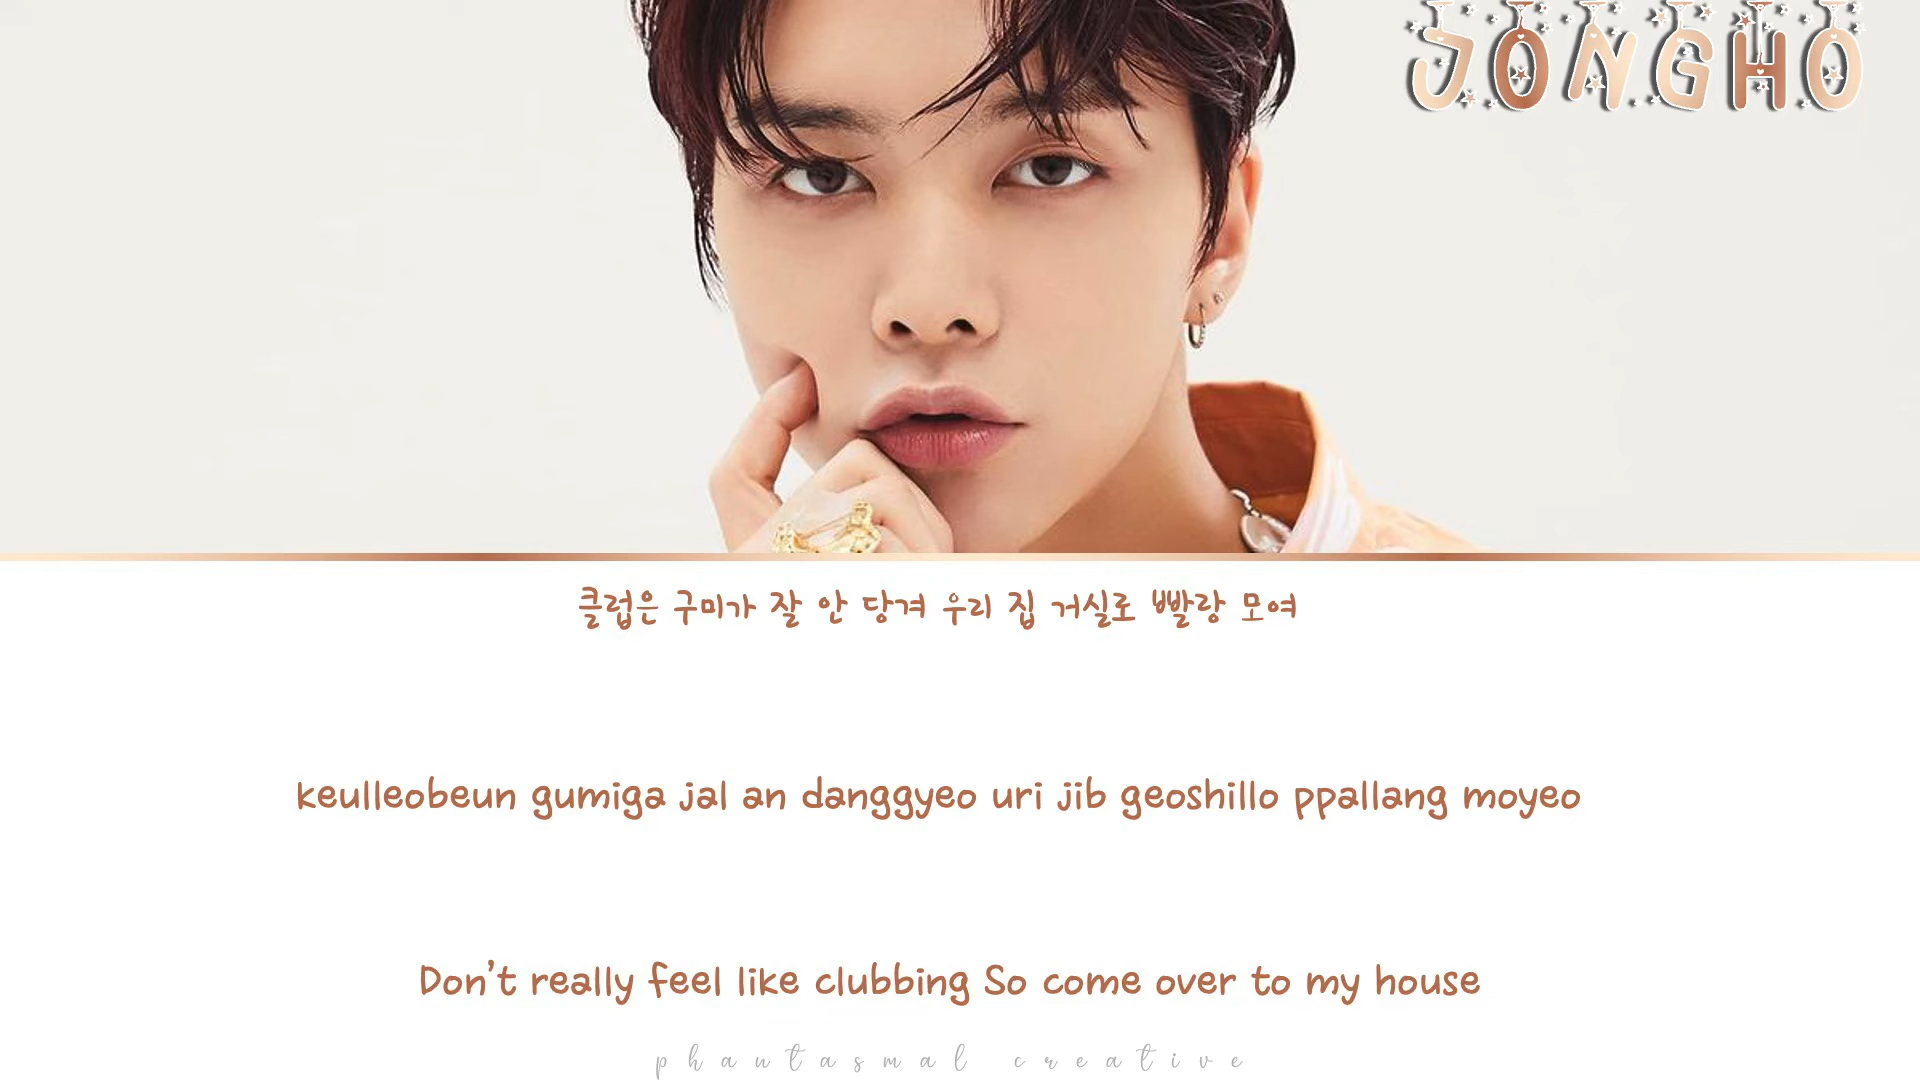 JONGHO
클럽은 구미가 잘 안 당겨 우리 집 거실로 빨랑 모여
keulleobeun gumiga jal an danggyeo uri jib geoshillo ppallang moyeo
Don't really feel like clubbing So come over to my house
phautasmal creative